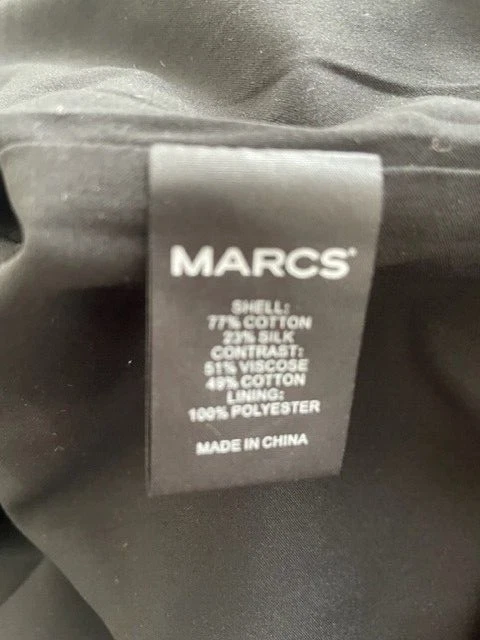 MARCS
SHELL:
77% COTTON
23% SILK
CONTRAST:
51% VISCOSE
49% COTTON
LINING:
100% POLYESTER
MADE IN CHINA